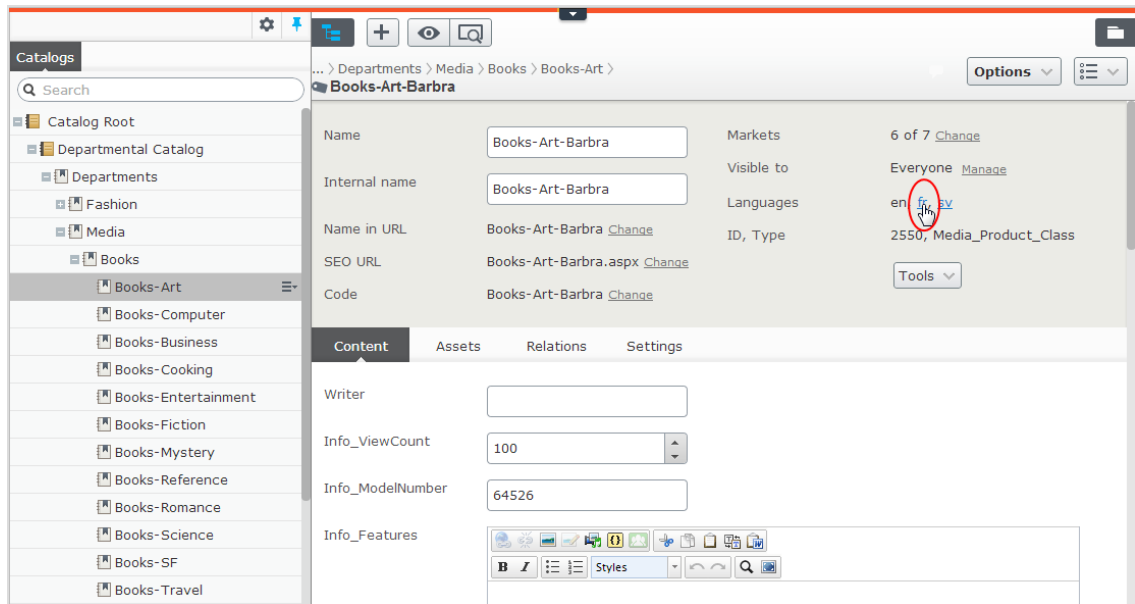 Catalogs
Search
Catalog Root
Departmental Catalog
Departments
Fashion
Media
Books
Books-Art
Books-Computer
Books-Business
Books-Cooking
Books-Entertainment
Books-Fiction
Books-Mystery
Books-Reference
Books-Romance
Books-Science
Books-SF
Books-Travel
... > Departments > Media > Books > Books-Art >
Books-Art-Barbra
Options
Name Books-Art-Barbra
Internal name Books-Art-Barbra
Name in URL Books-Art-Barbra Change
SEO URL Books-Art-Barbra.aspx Change
Code Books-Art-Barbra Change
Markets 6 of 7 Change
Visible to Everyone Manage
Languages en, fr, sv
ID, Type 2550, Media_Product_Class
Tools
Content Assets Relations Settings
Writer
Info_ViewCount 100
Info_ModelNumber 64526
Info_Features
B I Styles